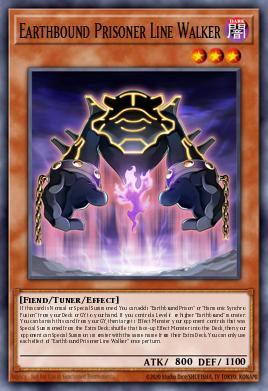 EARTHBOUND PRISONER LINE WALKER
DARK
闇
[FIEND/TUNER/EFFECT]
If this card is Normal or Special Summoned: You can add 1 "Earthbound Prison" or "Harmonic Synchro
Fusion" from your Deck or GY to your hand. If you control a Level 6 or higher "Earthbound" monster:
You can banish this card from your GY, then target 1 Effect Monster your opponent controls that was
Special Summoned from the Extra Deck; shuffle that face-up Effect Monster into the Deck, then your
opponent can Special Summon 1 monster with the same name from their Extra Deck. You can only use
each effect of "Earthbound Prisoner Line Walker" once per turn.
ATK/ 800 DEF/ 1100
©2020 Studio Dice/SHUEISHA, TV TOKYO, KONAMI